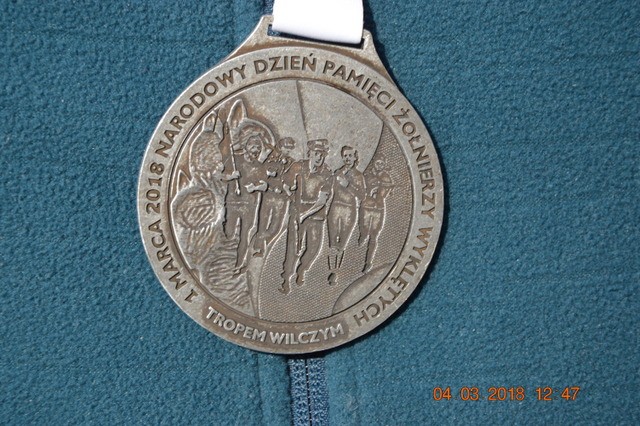 1 MARCA 2018 NARODOWY DZIEŃ PAMIĘCI ŻOŁNIERZY WYKLĘTYCH
TROPEM WILCZYM
04 03 2018 12 47